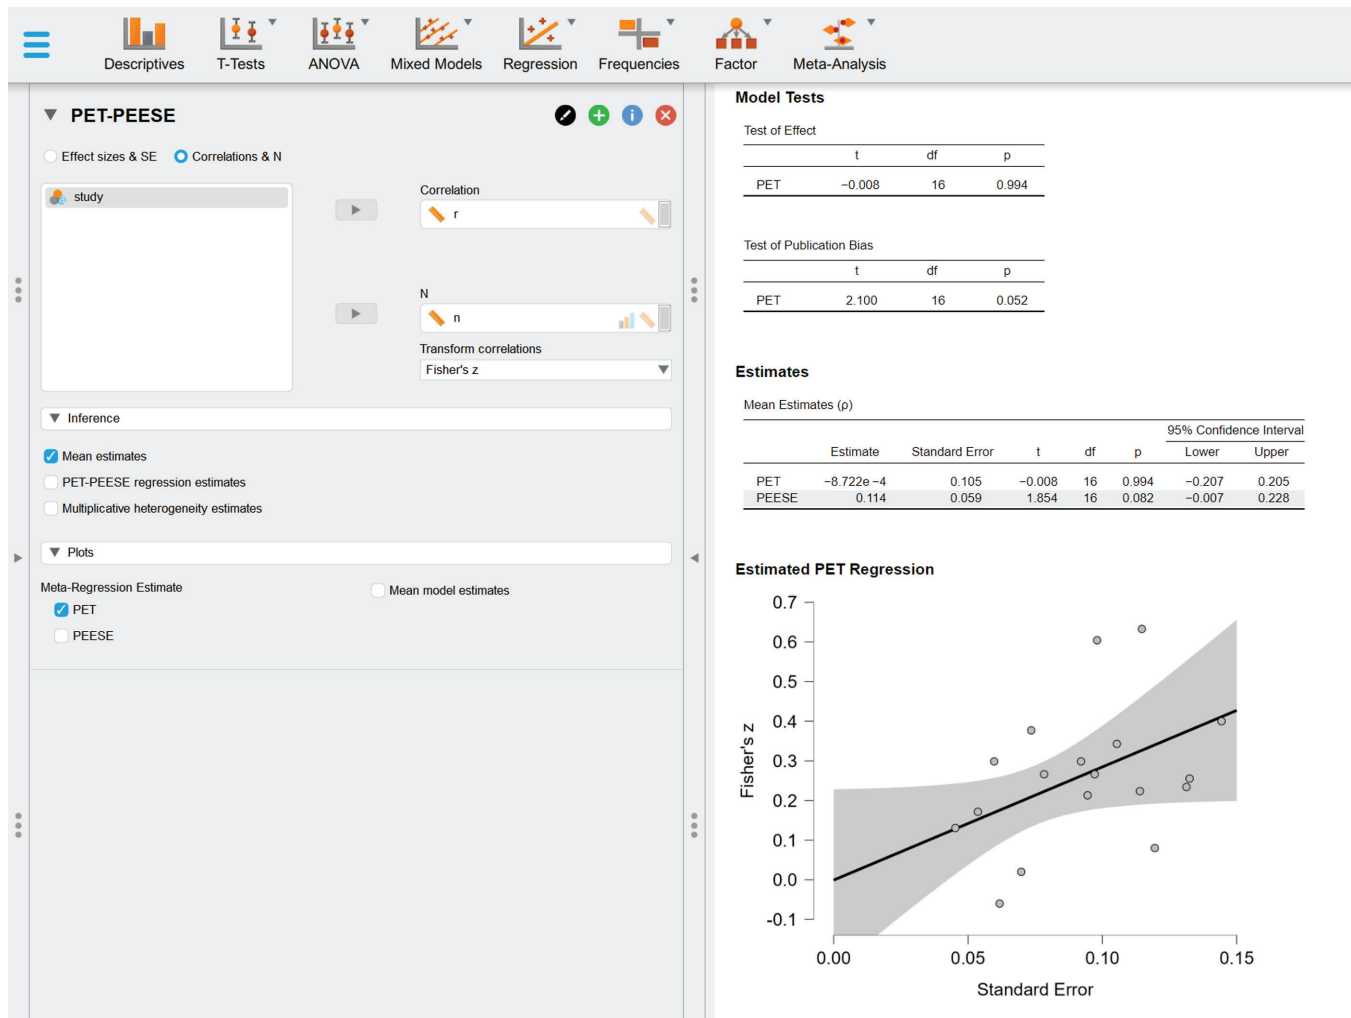 Descriptives T-Tests ANOVA Mixed Models Regression Frequencies Factor Meta-Analysis
PET-PEESE
Effect sizes & SE Correlations & N
study
Correlation
r
N
n
Transform correlations
Fisher's z
Inference
Mean estimates
PET-PEESE regression estimates
Multiplicative heterogeneity estimates
Plots
Meta-Regression Estimate
Mean model estimates
PET
PEESE
Model Tests
Test of Effect
t df p
PET −0.008 16 0.994
Test of Publication Bias
t df p
PET 2.100 16 0.052
Estimates
Mean Estimates (ρ)
95% Confidence Interval
Estimate Standard Error t df p Lower Upper
PET −8.722e −4 0.105 −0.008 16 0.994 −0.207 0.205
PEESE 0.114 0.059 1.854 16 0.082 −0.007 0.228
Estimated PET Regression
0.7
0.6
0.5
0.4
0.3
0.2
0.1
0.0
-0.1
Fisher's z
0.00 0.05 0.10 0.15
Standard Error